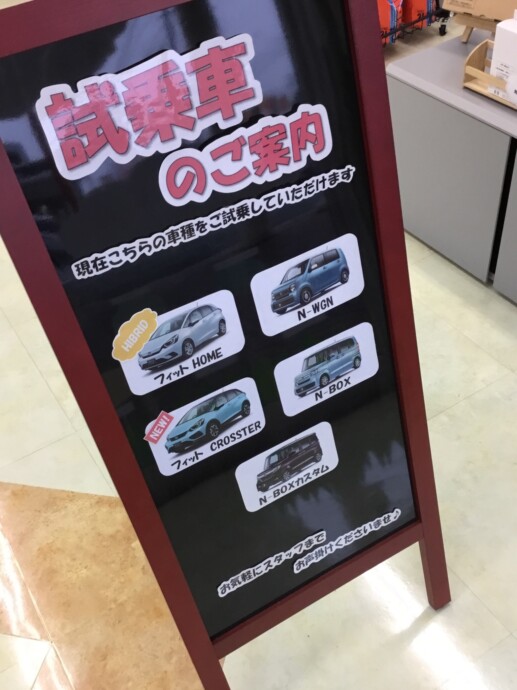 試乗車
のご案内
現在こちらの車種をご試乗していただけます
HIBRID
フィット HOME
N-WGN
NEW!
フィット CROSSTER
N-BOX
N-BOXカスタム
お気軽にスタッフまで
お声掛けくださいませ♪